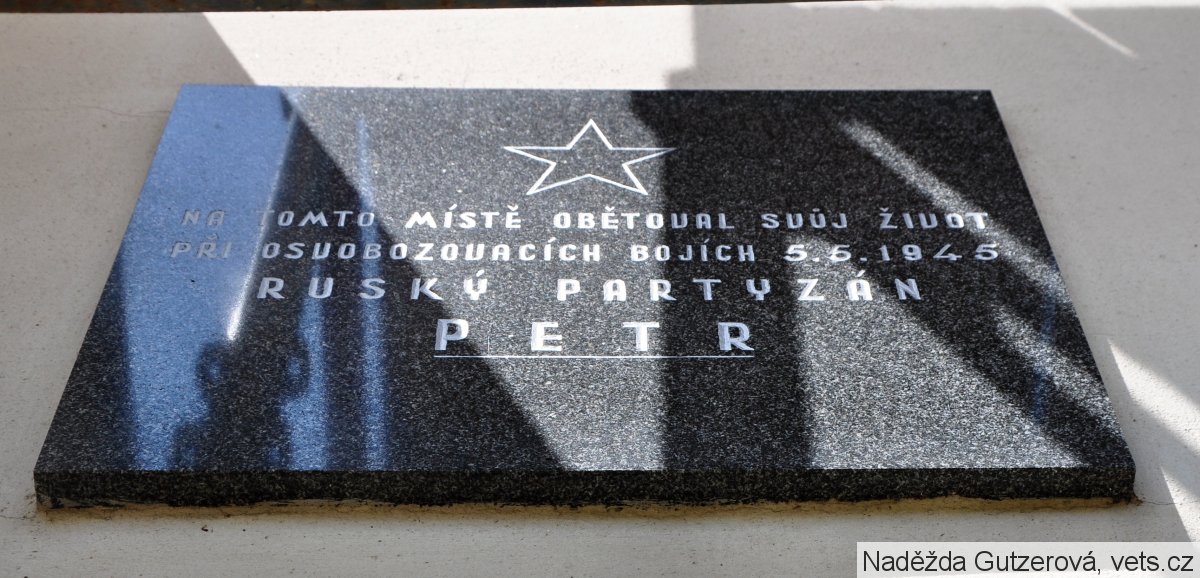 NA TOMTO MÍSTĚ OBĚTOVAL SVŮJ ŽIVOT
PŘI OSVOBOZOVACÍCH BOJÍCH 5.5.1945
RUSKÝ PARTYZÁN
PETR
Naděžda Gutzerová, vets.cz